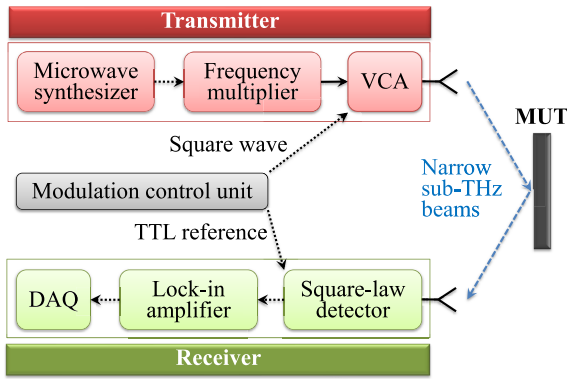 Transmitter
Microwave
synthesizer
Frequency
multiplier
VCA
MUT
Square wave
Narrow
sub-THz
beams
Modulation control unit
TTL reference
DAQ
Lock-in
amplifier
Square-law
detector
Receiver